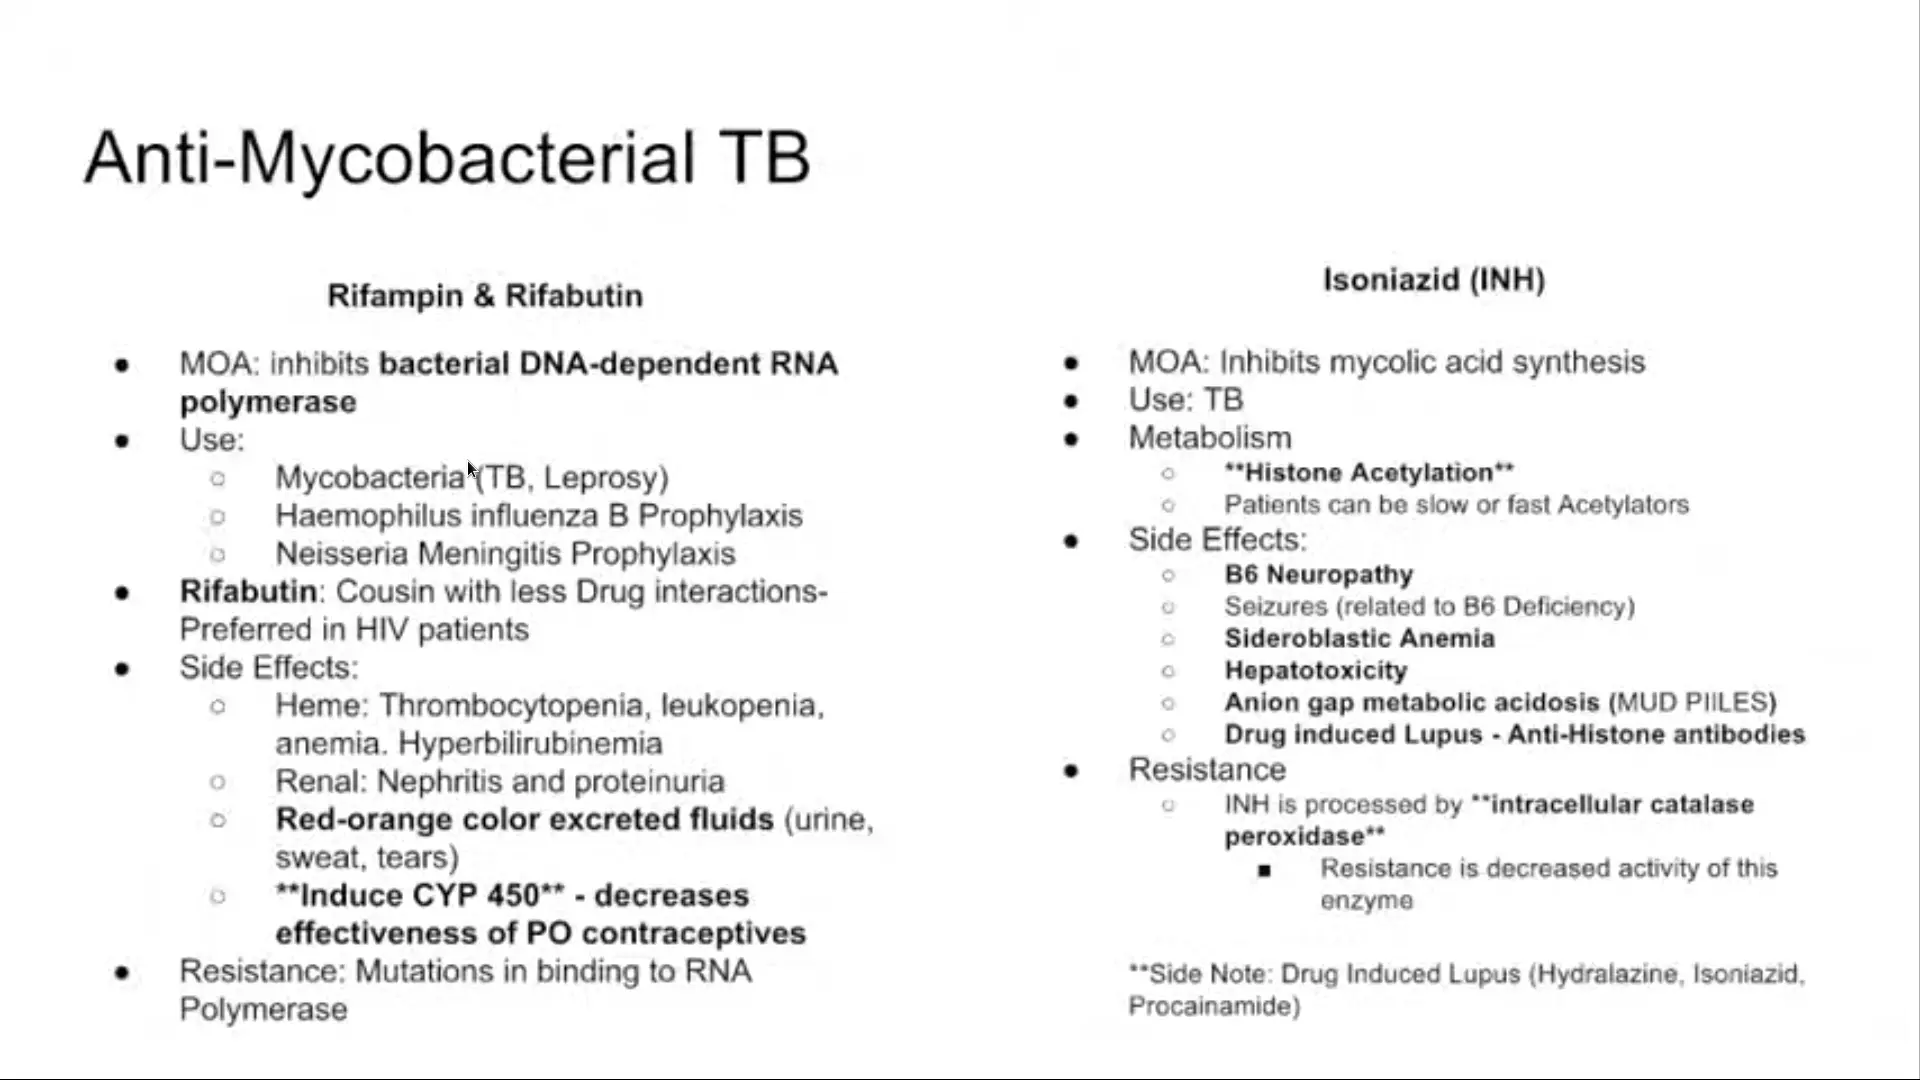 Anti-Mycobacterial TB
Rifampin & Rifabutin
● MOA: inhibits bacterial DNA-dependent RNA
polymerase
● Use:
○ Mycobacteria (TB, Leprosy)
○ Haemophilus influenza B Prophylaxis
○ Neisseria Meningitis Prophylaxis
● Rifabutin: Cousin with less Drug interactions-
Preferred in HIV patients
● Side Effects:
○ Heme: Thrombocytopenia, leukopenia,
anemia. Hyperbilirubinemia
○ Renal: Nephritis and proteinuria
○ Red-orange color excreted fluids (urine,
sweat, tears)
○ **Induce CYP 450** - decreases
effectiveness of PO contraceptives
● Resistance: Mutations in binding to RNA
Polymerase
Isoniazid (INH)
● MOA: Inhibits mycolic acid synthesis
● Use: TB
● Metabolism
○ **Histone Acetylation**
○ Patients can be slow or fast Acetylators
● Side Effects:
○ B6 Neuropathy
○ Seizures (related to B6 Deficiency)
○ Sideroblastic Anemia
○ Hepatotoxicity
○ Anion gap metabolic acidosis (MUD PIILES)
○ Drug induced Lupus - Anti-Histone antibodies
● Resistance
○ INH is processed by **intracellular catalase
peroxidase**
■ Resistance is decreased activity of this
enzyme
**Side Note: Drug Induced Lupus (Hydralazine, Isoniazid,
Procainamide)